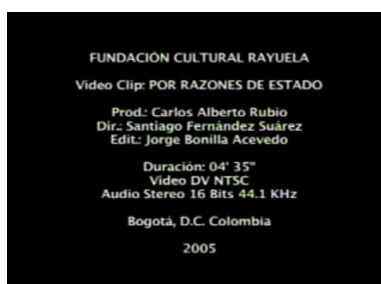 FUNDACIÓN CULTURAL RAYUELA
Video Clip: POR RAZONES DE ESTADO
Prod.: Carlos Alberto Rubio
Dir.: Santiago Fernández Suárez
Edit.: Jorge Bonilla Acevedo
Duración: 04' 35"
Video DV NTSC
Audio Stereo 16 Bits 44.1 KHz
Bogotá, D.C. Colombia
2005